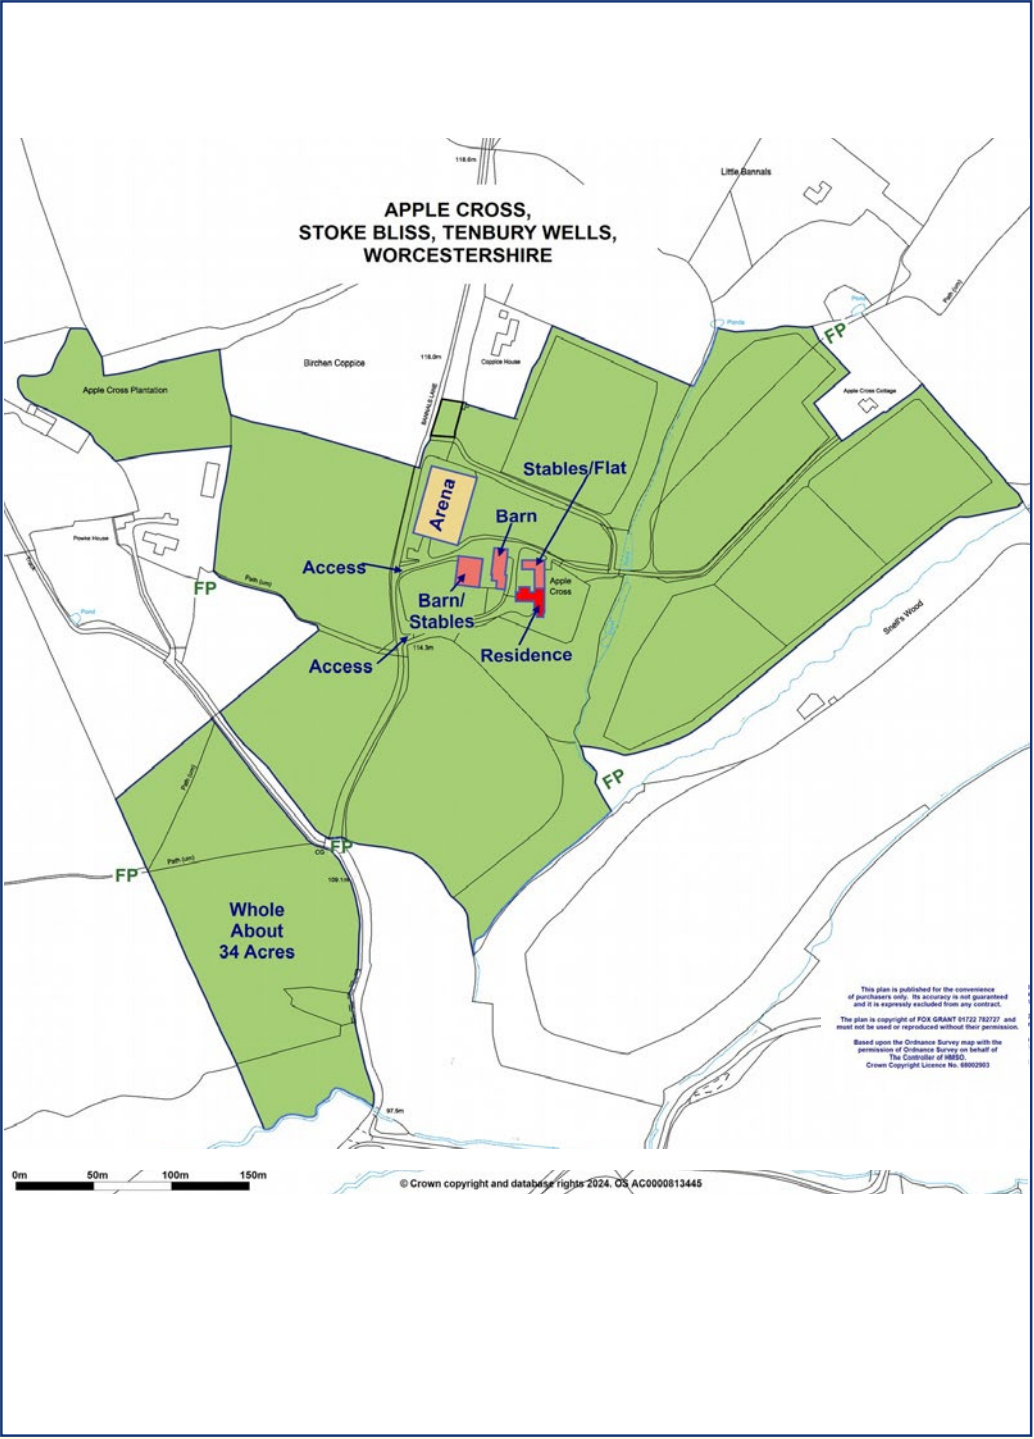 118.6m
Little Bannals
APPLE CROSS,
STOKE BLISS, TENBURY WELLS,
WORCESTERSHIRE
Path (um)
Pond
Ponds
FP
118.0m
Birchen Coppice
Coppice House
Apple Cross Plantation
Apple Cross Cottage
BANNALS LANE
Stables/Flat
Arena
Barn
Powke House
Access
Path (um)
FP
Barn/
Stables
Apple
Cross
Pond
Snell's Wood
Access
114.3m
Residence
Path (um)
FP
FP
CG
Path (um)
FP
109.1m
Whole
About
34 Acres
This plan is published for the convenience
of purchasers only. Its accuracy is not guaranteed
and it is expressly excluded from any contract.
The plan is copyright of FOX GRANT 01722 782727 and
must not be used or reproduced without their permission.
Based upon the Ordnance Survey map with the
permission of Ordnance Survey on behalf of
The Controller of HMSO.
Crown Copyright Licence No. 68002903
97.5m
0m 50m 100m 150m
© Crown copyright and database rights 2024. OS AC0000813445